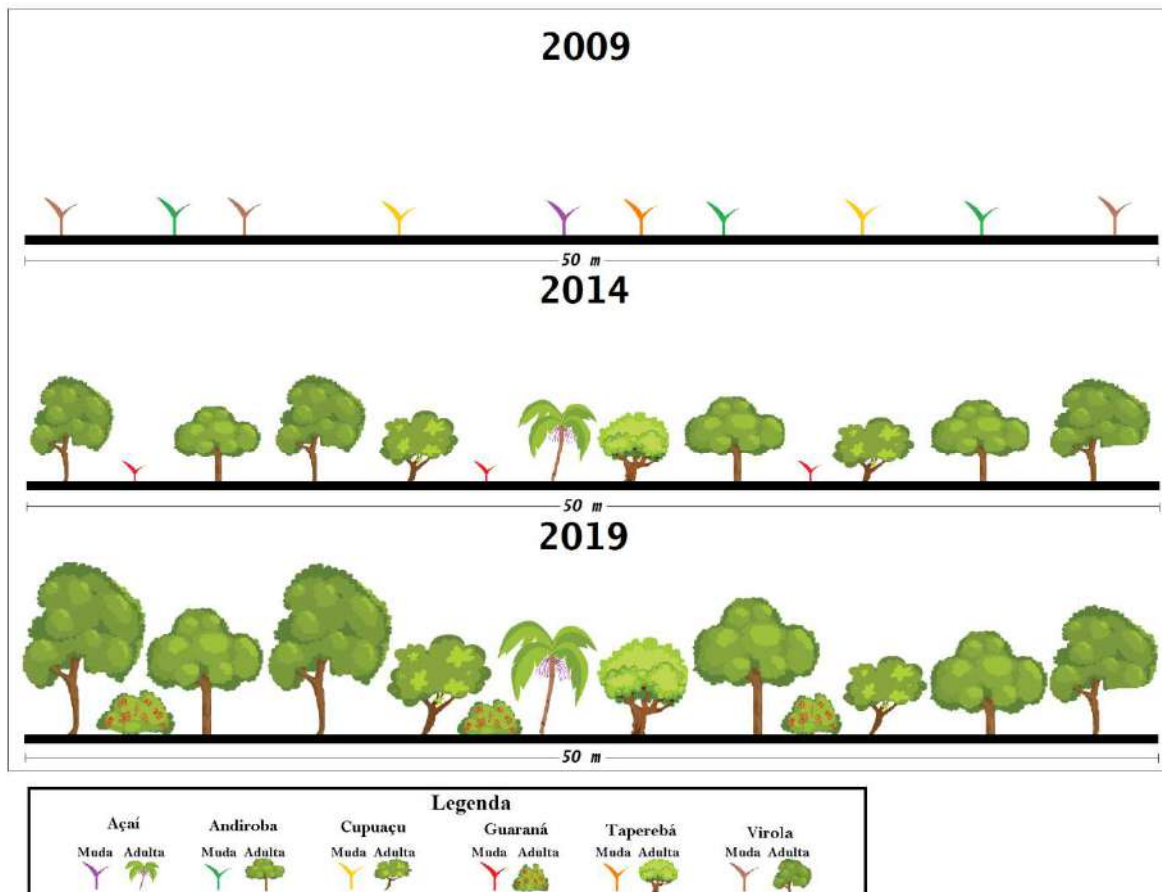 2009
50 m
2014
50 m
2019
50 m
Legenda
Açaí Andiroba Cupuaçu Guaraná Taperebá Virola
Muda Adulta Muda Adulta Muda Adulta Muda Adulta Muda Adulta Muda Adulta